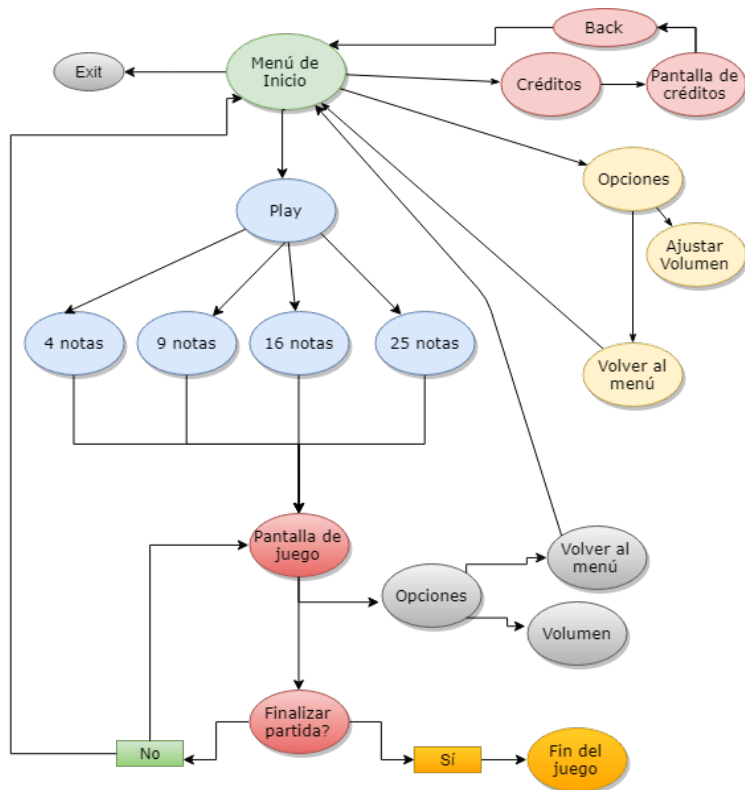 Back
Menú de
Inicio
Exit
Créditos
Pantalla de
créditos
Opciones
Play
Ajustar
Volumen
4 notas
9 notas
16 notas
25 notas
Volver al
menú
Pantalla de
juego
Volver al
menú
Opciones
Volumen
Finalizar
partida?
No
Sí
Fin del
juego